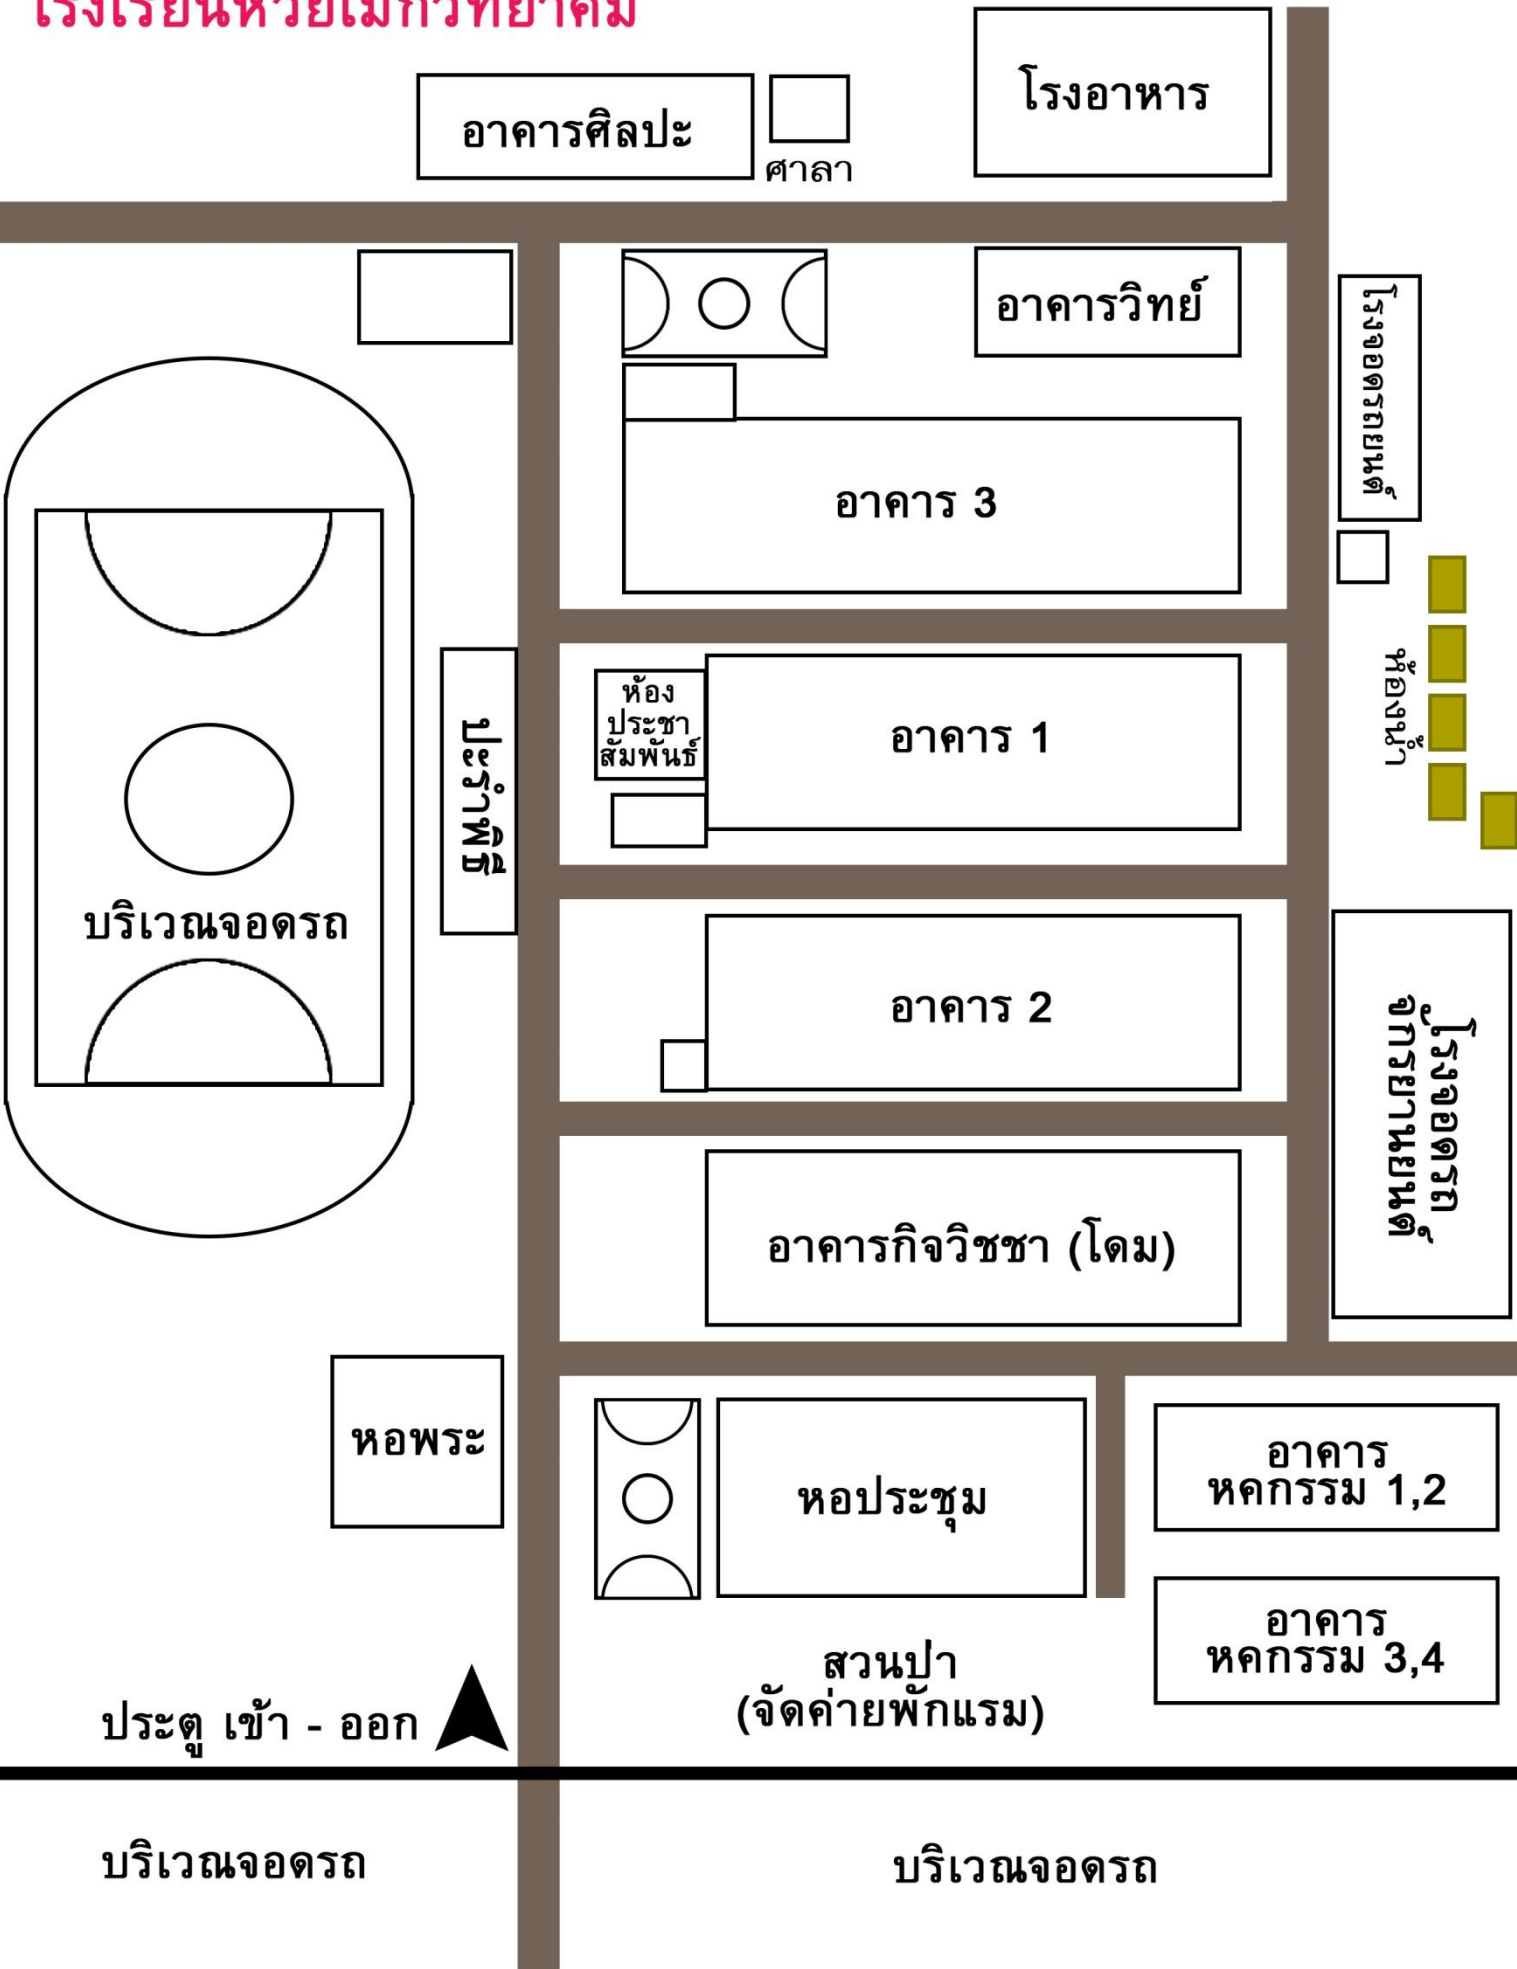 โรงเรียนห้วยเม็กวิทยาคม
โรงอาหาร
อาคารศิลปะ
ศาลา
อาคารวิทย์
โรงจอดรถยนต์
อาคาร 3
ห้องน้ำ
ห้อง
ประชา
สัมพันธ์
อาคาร 1
ปะรำพิธี
บริเวณจอดรถ
อาคาร 2
โรงจอดรถ
จักรยานยนต์
อาคารกิจวิชชา (โดม)
หอพระ
หอประชุม
อาคาร
หคกรรม 1,2
อาคาร
หคกรรม 3,4
สวนป่า
(จัดค่ายพักแรม)
ประตู เข้า - ออก
บริเวณจอดรถ
บริเวณจอดรถ